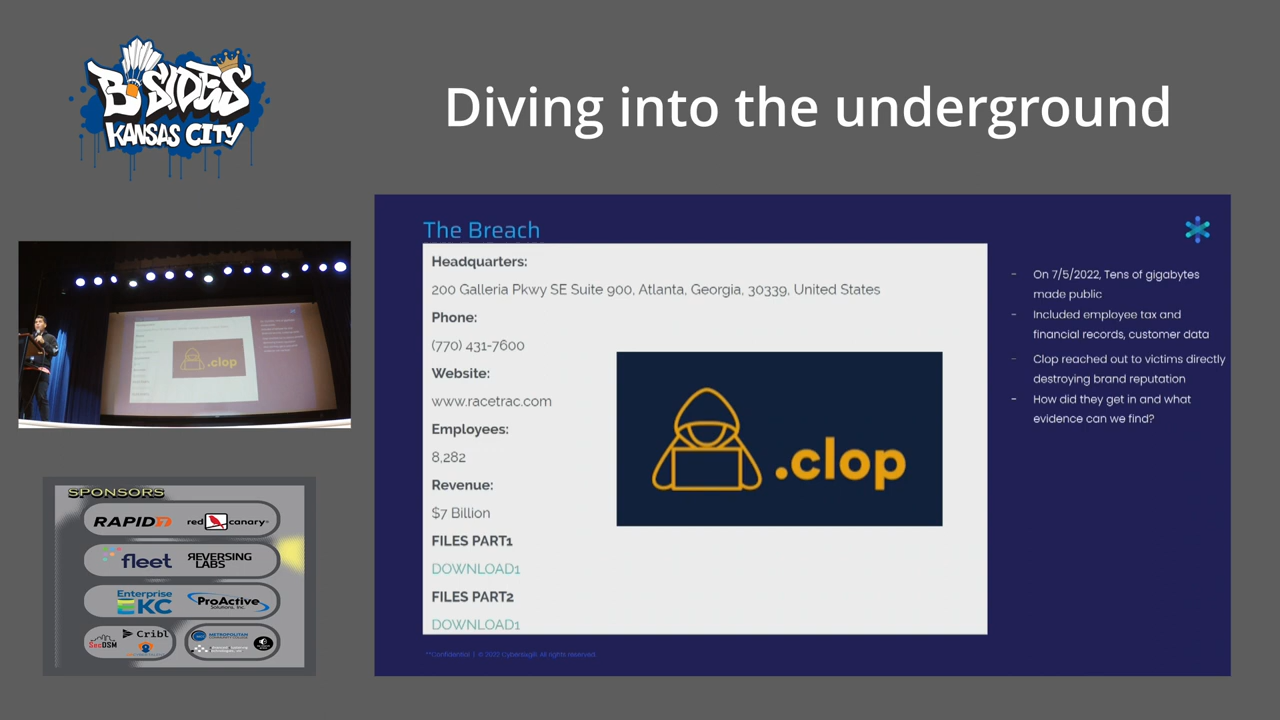 B·SIDES
KANSAS CITY
Diving into the underground
The Breach
Headquarters:
200 Galleria Pkwy SE Suite 900, Atlanta, Georgia, 30339, United States
Phone:
(770) 431-7600
Website:
www.racetrac.com
Employees:
8,282
Revenue:
$7 Billion
FILES PART1
DOWNLOAD1
FILES PART2
DOWNLOAD1
.clop
- On 7/5/2022, Tens of gigabytes
made public
- Included employee tax and
financial records, customer data
- Clop reached out to victims directly
destroying brand reputation
- How did they get in and what
evidence can we find?
**Confidential | © 2022 Cybersixgill. All rights reserved.
.clop
SPONSORS
RAPID7
red canary
fleet
REVERSING
LABS
Enterprise
KC
ProActive
Solutions, Inc.
SecDSM
Cribl
METROPOLITAN